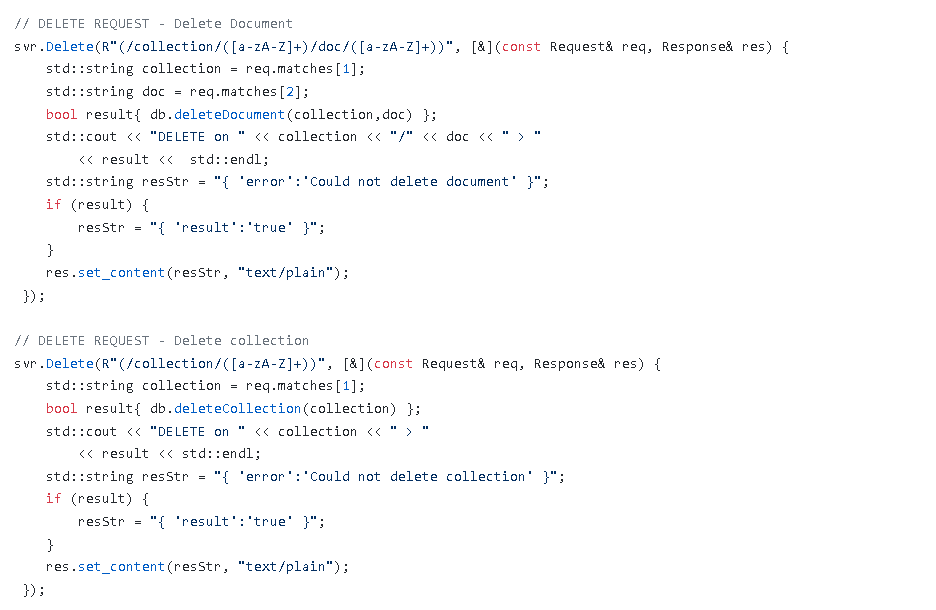 // DELETE REQUEST - Delete Document
svr.Delete(R"(/collection/([a-zA-Z]+)/doc/([a-zA-Z]+))", [&](const Request& req, Response& res) {
    std::string collection = req.matches[1];
    std::string doc = req.matches[2];
    bool result{ db.deleteDocument(collection,doc) };
    std::cout << "DELETE on " << collection << "/" << doc << " > "
        << result <<  std::endl;
    std::string resStr = "{ 'error':'Could not delete document' }";
    if (result) {
        resStr = "{ 'result':'true' }";
    }
    res.set_content(resStr, "text/plain");
 });

// DELETE REQUEST - Delete collection
svr.Delete(R"(/collection/([a-zA-Z]+))", [&](const Request& req, Response& res) {
    std::string collection = req.matches[1];
    bool result{ db.deleteCollection(collection) };
    std::cout << "DELETE on " << collection << " > "
        << result << std::endl;
    std::string resStr = "{ 'error':'Could not delete collection' }";
    if (result) {
        resStr = "{ 'result':'true' }";
    }
    res.set_content(resStr, "text/plain");
 });